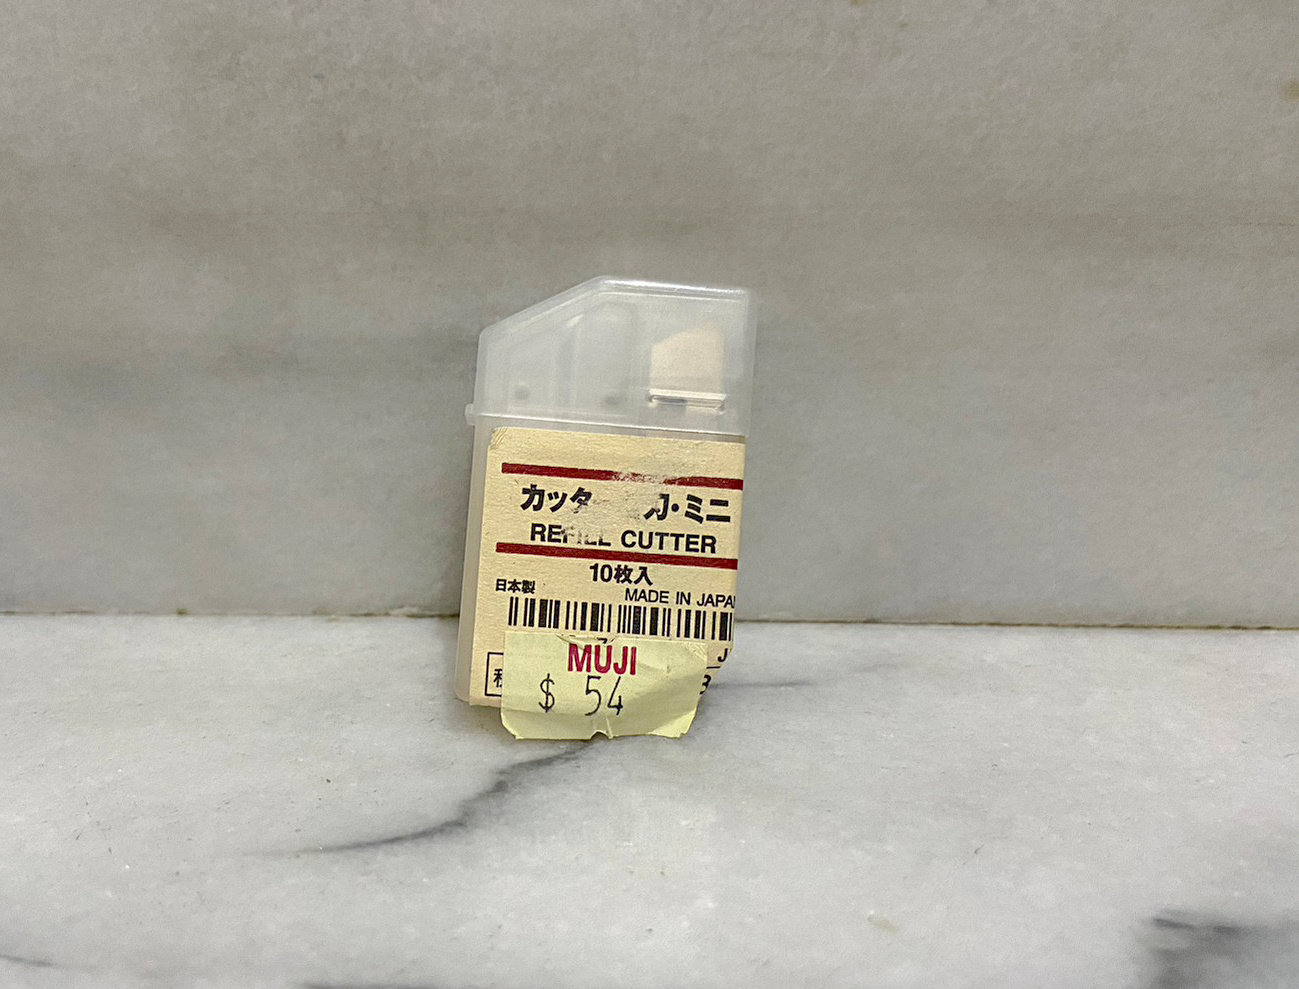 カッタ 刃・ミニ
REFILL CUTTER
10枚入
日本製
MADE IN JAPA
J
MUJI
$ 54